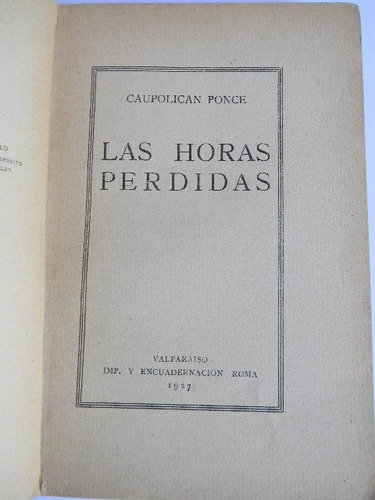 CAUPOLICAN PONCE
LAS HORAS
PERDIDAS
VALPARAISO
IMP. Y ENCUADERNACION ROMA
1927